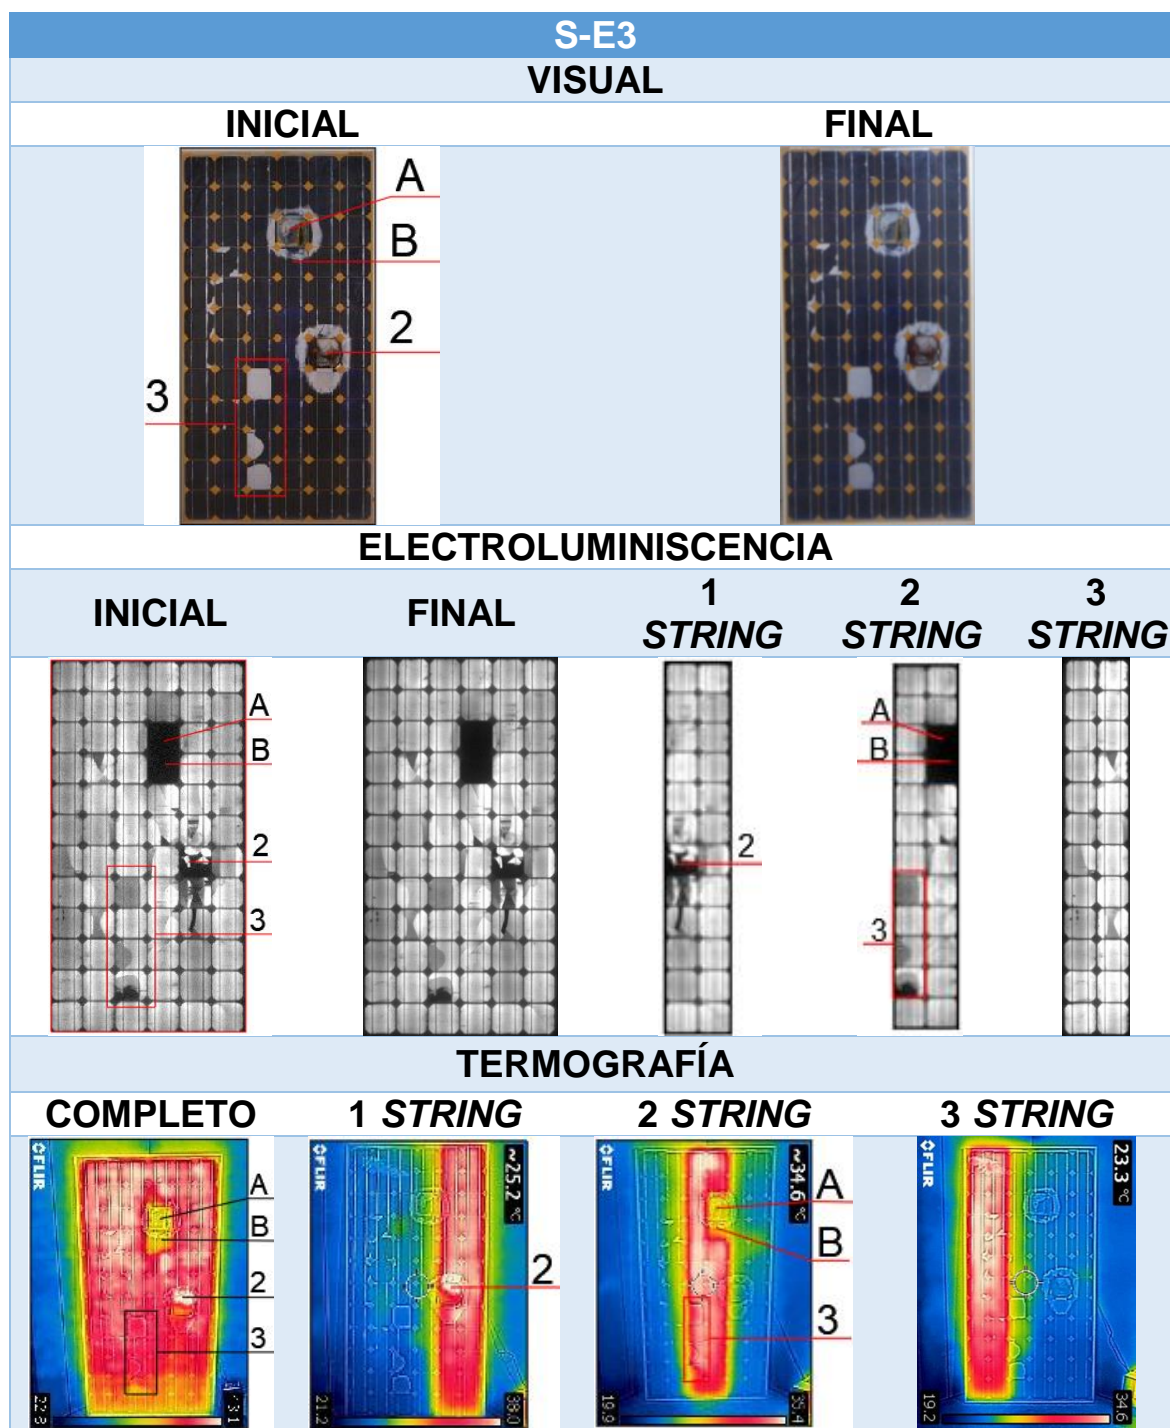 S-E3
VISUAL
INICIAL FINAL
A
B
2
3
ELECTROLUMINISCENCIA
INICIAL FINAL 1 STRING 2 STRING 3 STRING
A
B
2
3
2
A
B
3
TERMOGRAFÍA
COMPLETO 1 STRING 2 STRING 3 STRING
FLIR
A
B
2
3
22.8
FLIR
~25.2 °C
2
21.2
38.0
FLIR
~34.6 °C
A
B
3
19.9
35.4
FLIR
23.3 °C
19.2
34.6